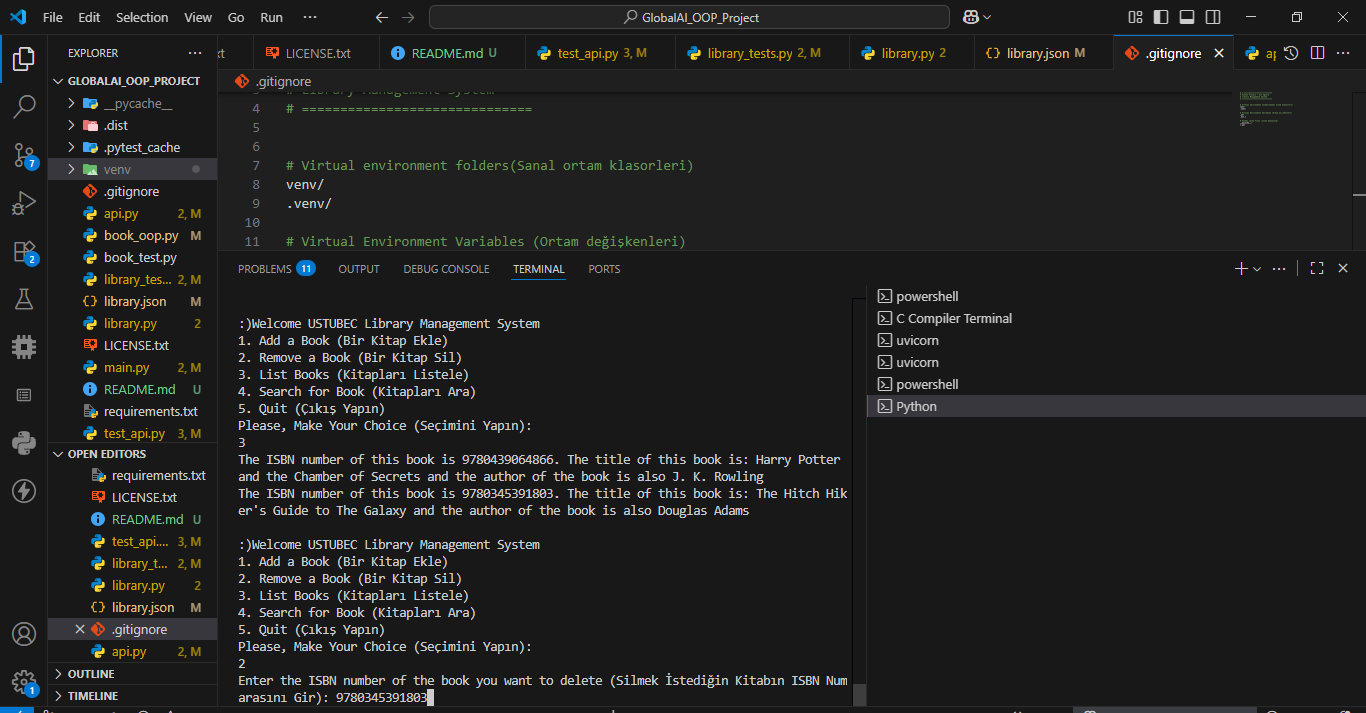 File Edit Selection View Go Run ··· GlobalAI_OOP_Project
EXPLORER ···
GLOBALAI_OOP_PROJECT
__pycache__
.dist
.pytest_cache
venv
.gitignore
api.py 2, M
book_oop.py M
book_test.py
library_tes... 2, M
library.json M
library.py 2
LICENSE.txt
main.py 2, M
README.md U
requirements.txt
test_api.py 3, M
OPEN EDITORS
requirements.txt
LICENSE.txt
README.md U
test_api.... 3, M
library_t... 2, M
library.py 2
library.json M
.gitignore
api.py 2, M
OUTLINE
TIMELINE
7
2
1
xt LICENSE.txt README.md U test_api.py 3, M library_tests.py 2, M library.py 2 library.json M .gitignore ap
.gitignore
3 # Library Management System
4 # ==============================
5
6
7 # Virtual environment folders(Sanal ortam klasorleri)
8 venv/
9 .venv/
10
11 # Virtual Environment Variables (Ortam değişkenleri)
PROBLEMS 11 OUTPUT DEBUG CONSOLE TERMINAL PORTS
:)Welcome USTUBEC Library Management System
1. Add a Book (Bir Kitap Ekle)
2. Remove a Book (Bir Kitap Sil)
3. List Books (Kitapları Listele)
4. Search for Book (Kitapları Ara)
5. Quit (Çıkış Yapın)
Please, Make Your Choice (Seçimini Yapın):
3
The ISBN number of this book is 9780439064866. The title of this book is: Harry Potter
and the Chamber of Secrets and the author of the book is also J. K. Rowling
The ISBN number of this book is 9780345391803. The title of this book is: The Hitch Hik
er's Guide to The Galaxy and the author of the book is also Douglas Adams
:)Welcome USTUBEC Library Management System
1. Add a Book (Bir Kitap Ekle)
2. Remove a Book (Bir Kitap Sil)
3. List Books (Kitapları Listele)
4. Search for Book (Kitapları Ara)
5. Quit (Çıkış Yapın)
Please, Make Your Choice (Seçimini Yapın):
2
Enter the ISBN number of the book you want to delete (Silmek İstediğin Kitabın ISBN Num
arasını Gir): 9780345391803
powershell
C Compiler Terminal
uvicorn
uvicorn
powershell
Python